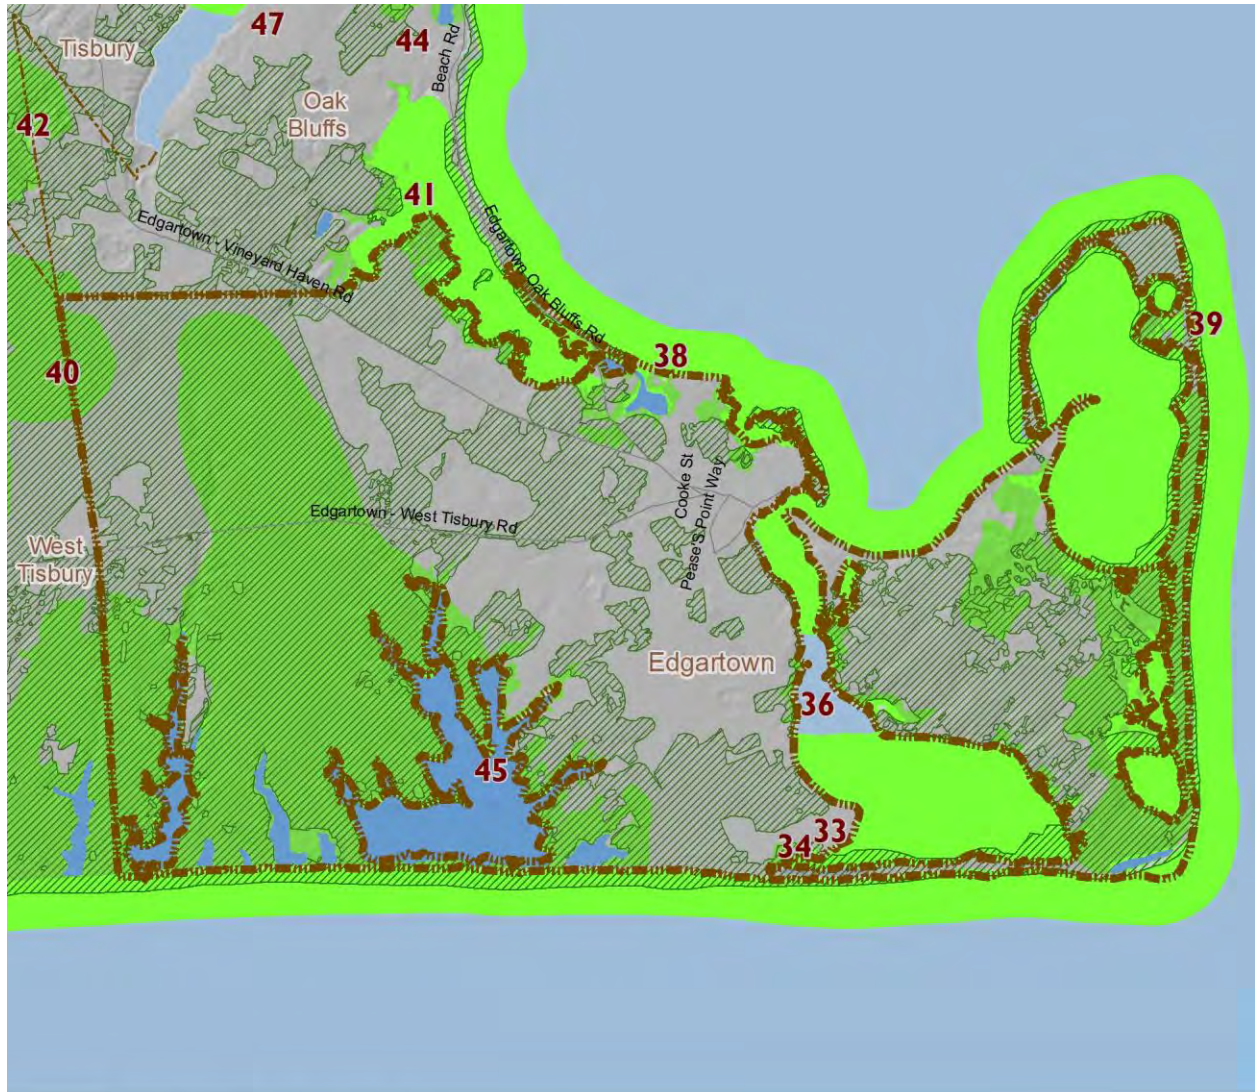 47
44
Beach Rd
Tisbury
Oak
Bluffs
42
41
Edgartown - Vineyard Haven Rd
Edgartown Oak Bluffs Rd
39
38
40
Cooke St
Pease'S Point Way
Edgartown - West Tisbury Rd
West
Tisbury
Edgartown
36
45
33
34